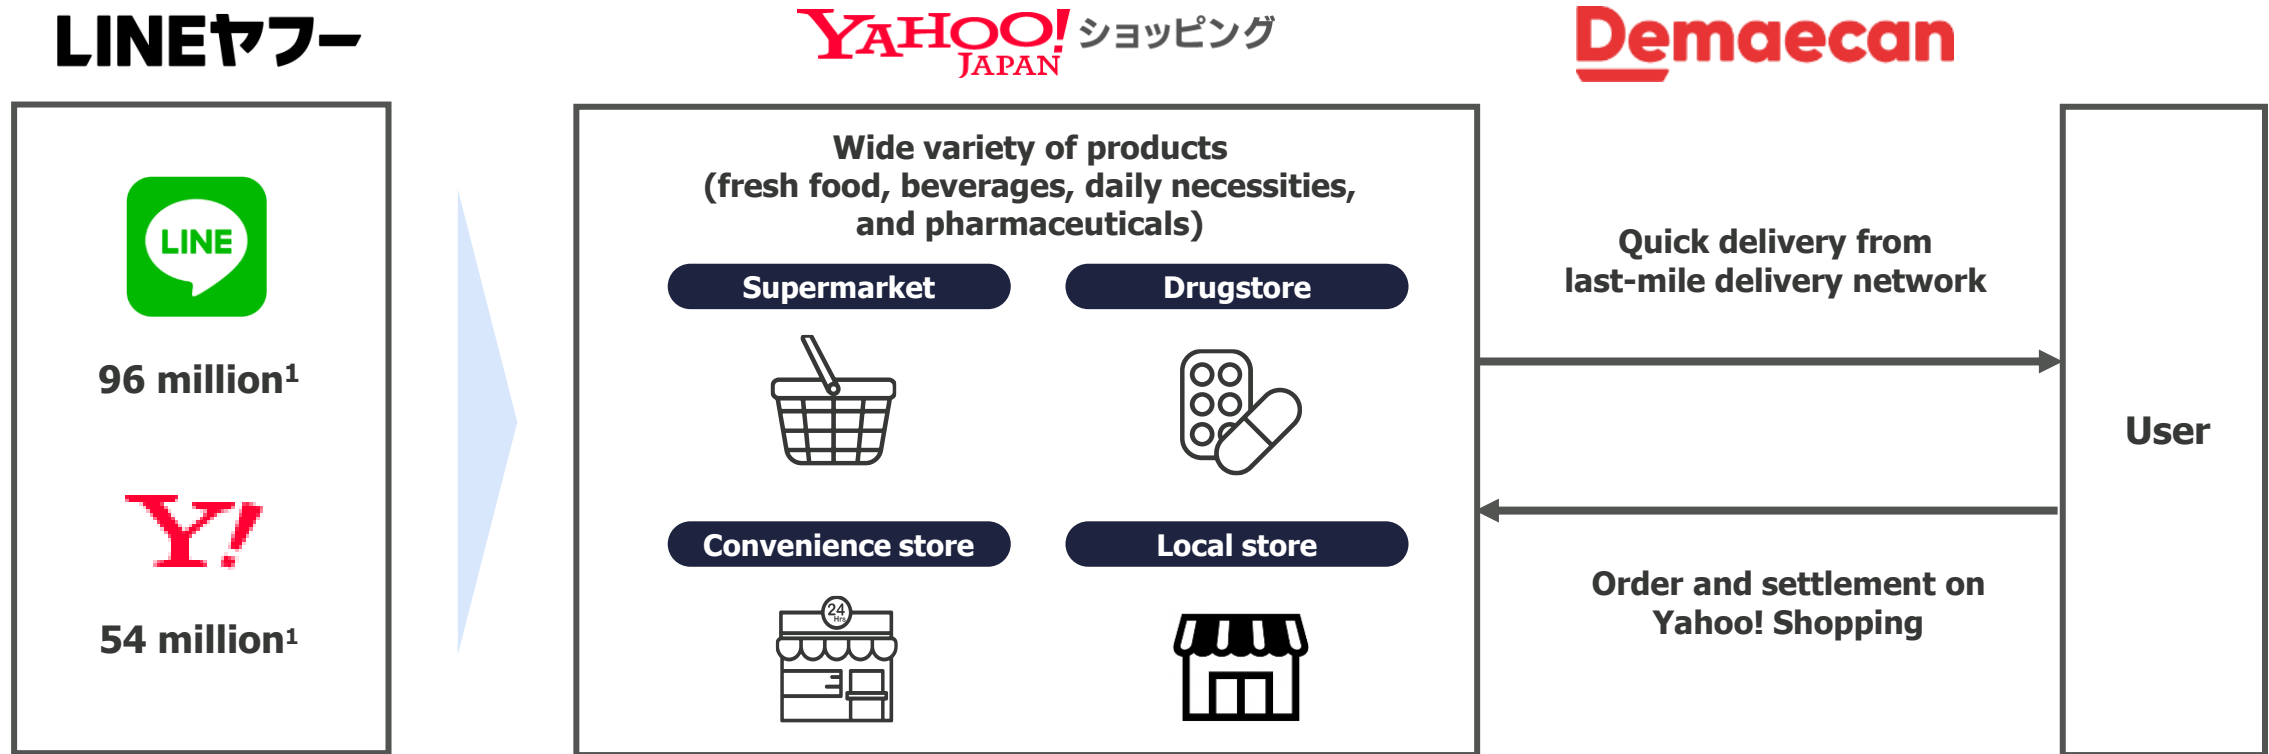 LINEヤフー
YAHOO! ショッピング
JAPAN
Demaecan
LINE
96 million¹
Y!
54 million¹
Wide variety of products
(fresh food, beverages, daily necessities,
and pharmaceuticals)
Supermarket
Drugstore
Convenience store
Local store
24
Hrs
Quick delivery from
last-mile delivery network
Order and settlement on
Yahoo! Shopping
User